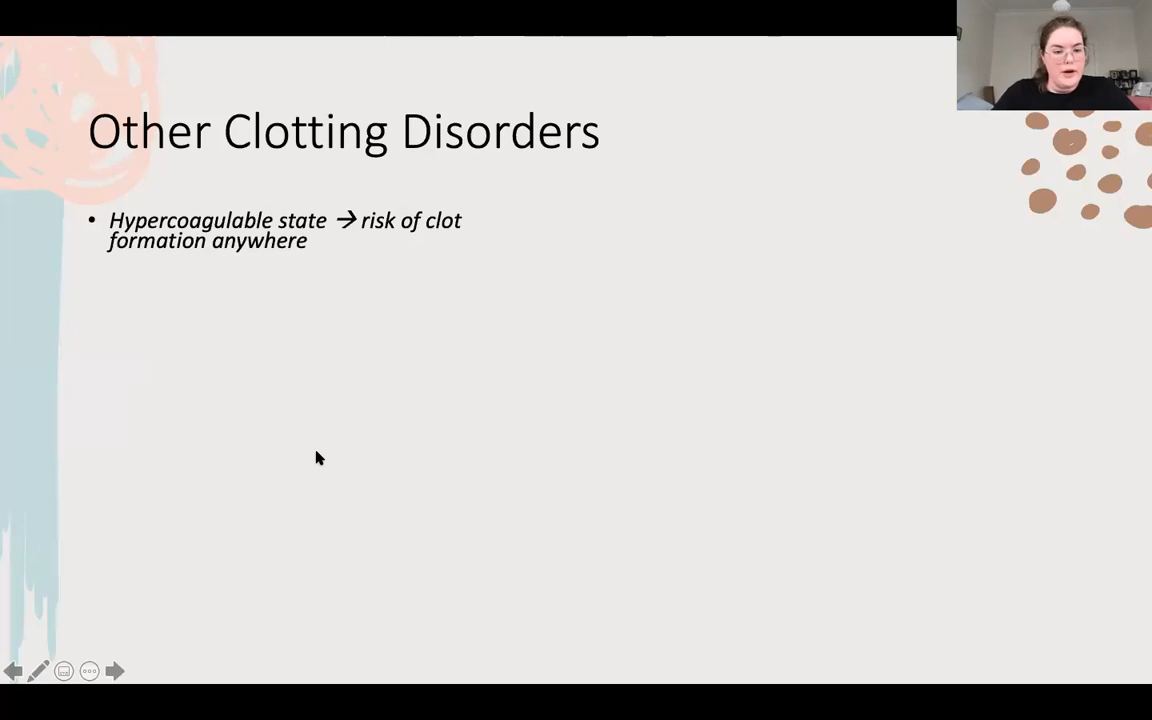 Other Clotting Disorders
• Hypercoagulable state → risk of clot
formation anywhere